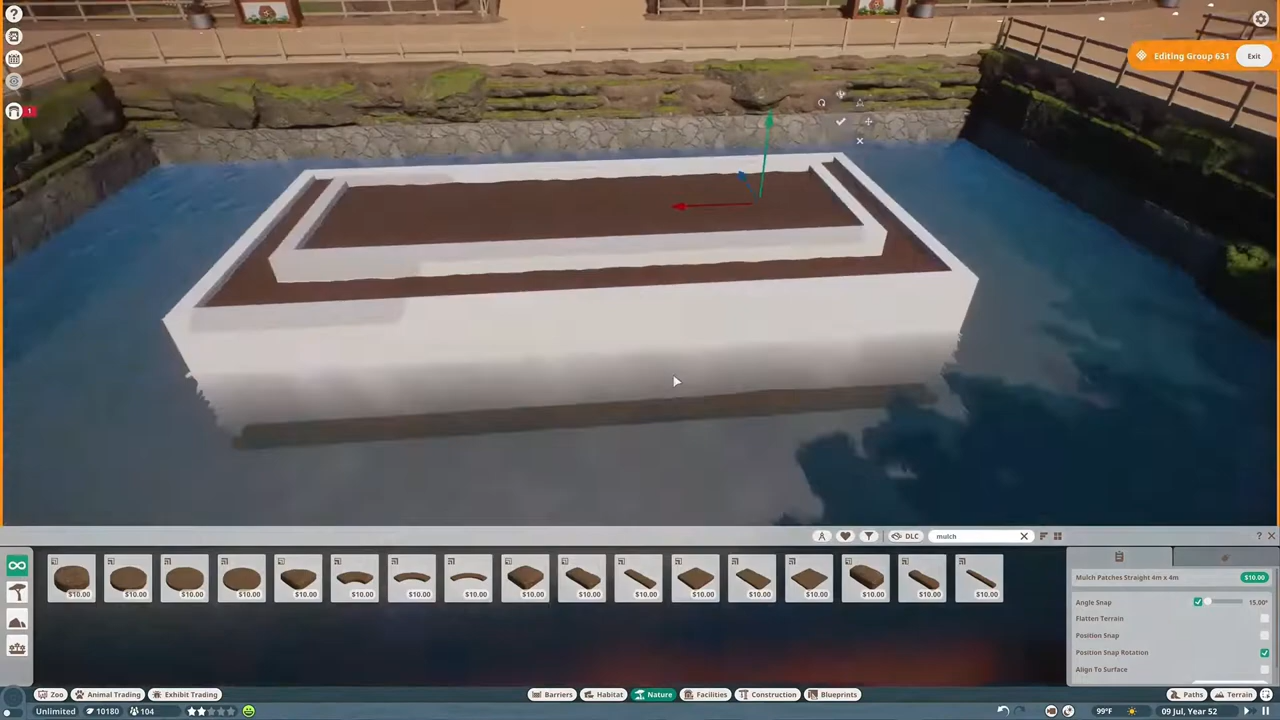 ?
Editing Group 631
Exit
1
DLC
mulch
?
$10.00 $10.00 $10.00 $10.00 $10.00 $10.00 $10.00 $10.00 $10.00 $10.00 $10.00 $10.00 $10.00 $10.00 $10.00 $10.00 $10.00
Mulch Patches Straight 4m x 4m
$10.00
Angle Snap
15.00°
Flatten Terrain
Position Snap
Position Snap Rotation
Align To Surface
Zoo
Animal Trading
Exhibit Trading
Barriers
Habitat
Nature
Facilities
Construction
Blueprints
Paths
Terrain
Unlimited
10180
104
99°F
09 Jul, Year 52